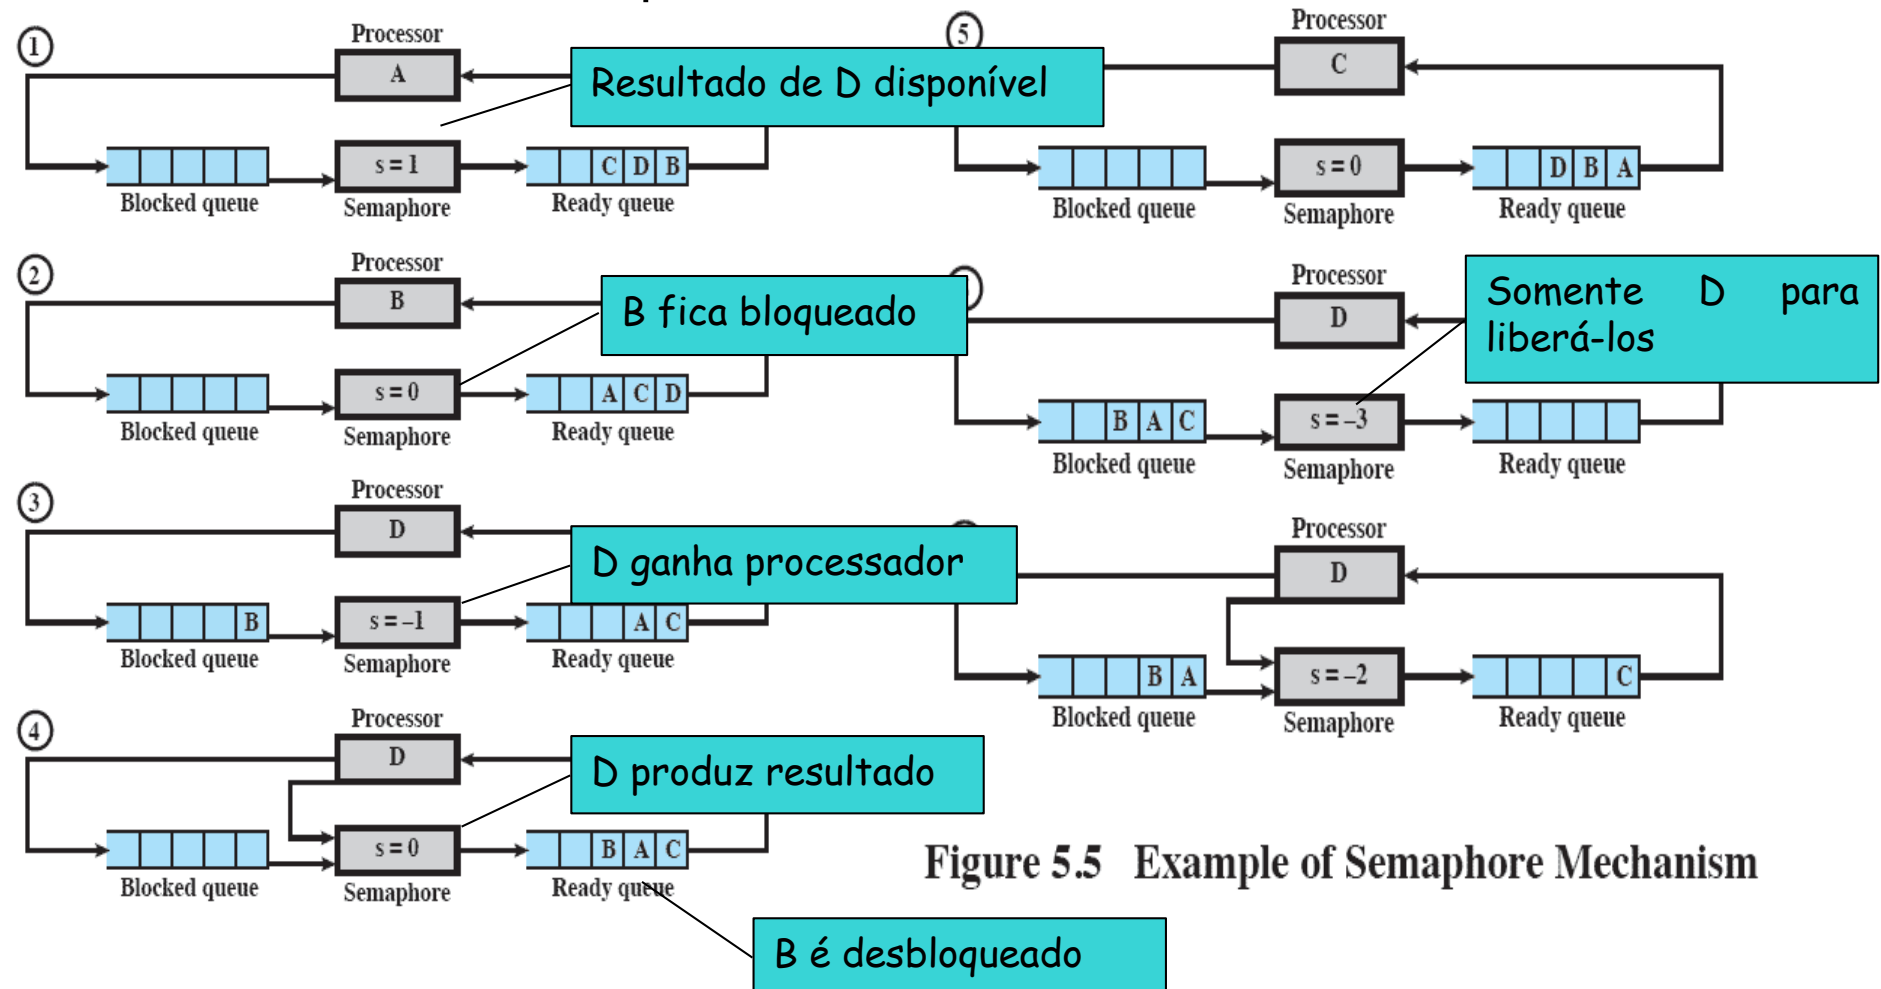 1
Processor
A
Resultado de D disponível
s = 1
C D B
Blocked queue
Semaphore
Ready queue
2
Processor
B
B fica bloqueado
s = 0
A C D
Blocked queue
Semaphore
Ready queue
3
Processor
D
D ganha processador
B
s = –1
A C
Blocked queue
Semaphore
Ready queue
4
Processor
D
D produz resultado
s = 0
B A C
Blocked queue
Semaphore
Ready queue
B é desbloqueado
5
Processor
C
s = 0
D B A
Blocked queue
Semaphore
Ready queue
Processor
D
Somente D para
liberá-los
B A C
s = –3
Blocked queue
Semaphore
Ready queue
Processor
D
B A
s = –2
C
Blocked queue
Semaphore
Ready queue
Figure 5.5 Example of Semaphore Mechanism